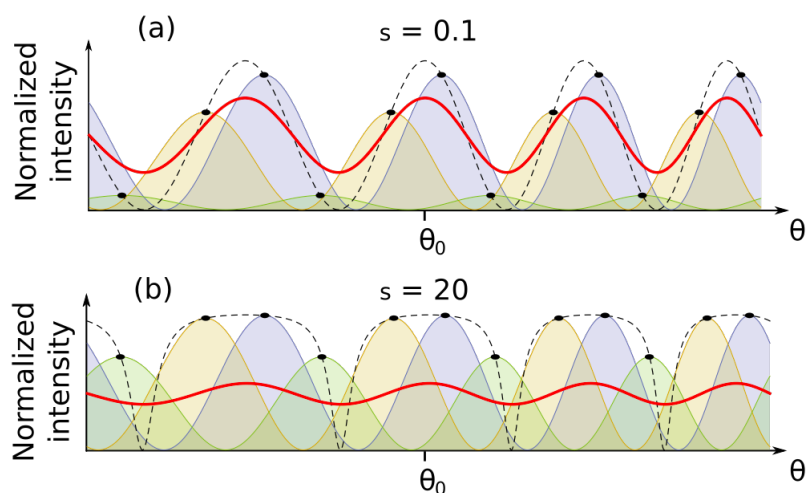 (a)
s = 0.1
Normalized
intensity
θ₀
θ
(b)
s = 20
Normalized
intensity
θ₀
θ